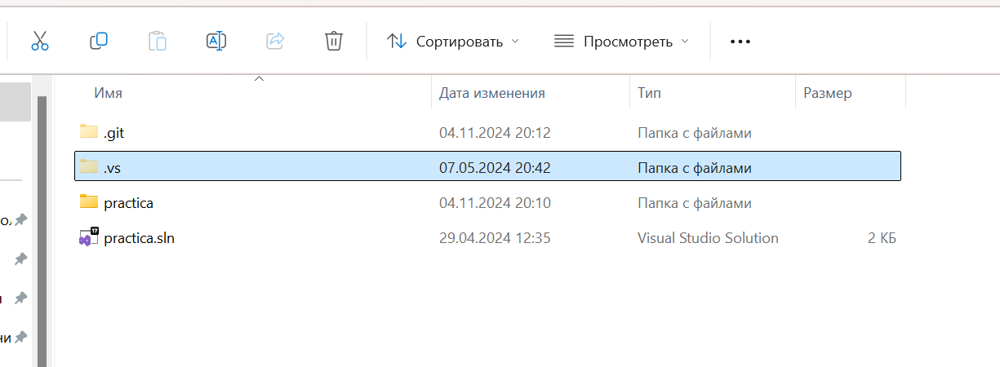 Сортировать Просмотреть
Имя Дата изменения Тип Размер
.git 04.11.2024 20:12 Папка с файлами
.vs 07.05.2024 20:42 Папка с файлами
practica 04.11.2024 20:10 Папка с файлами
practica.sln 29.04.2024 12:35 Visual Studio Solution 2 КБ
ни